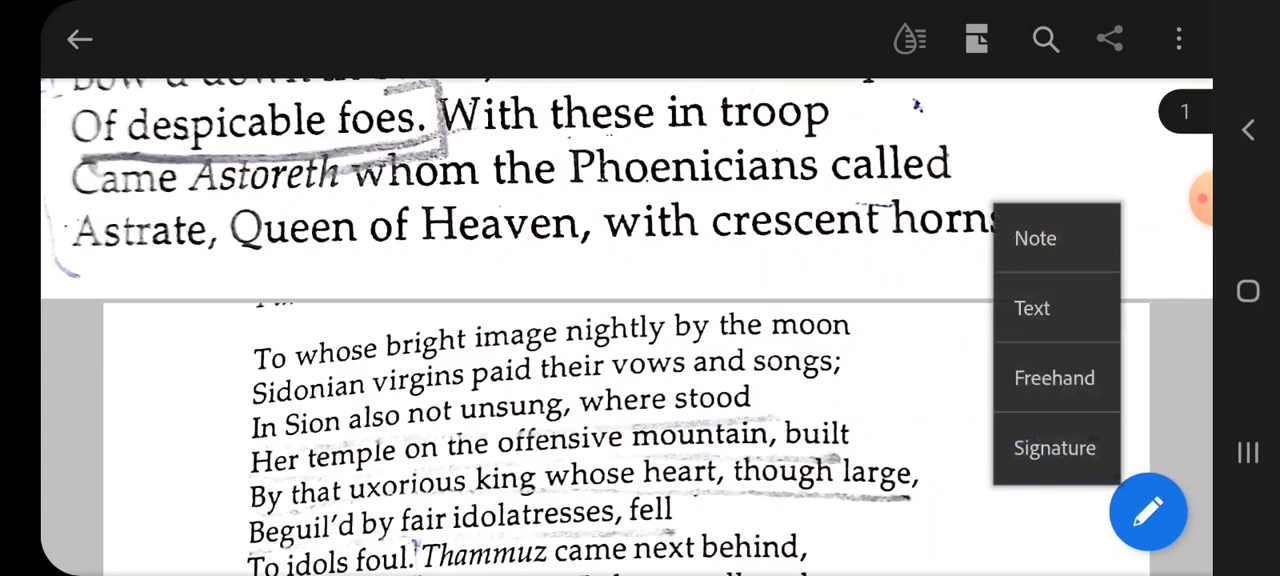 1
Of despicable foes. With these in troop
Came Astoreth whom the Phoenicians called
Astrate, Queen of Heaven, with crescent horns
Note
Text
Freehand
Signature
To whose bright image nightly by the moon
Sidonian virgins paid their vows and songs;
In Sion also not unsung, where stood
Her temple on the offensive mountain, built
By that uxorious king whose heart, though large,
Beguil'd by fair idolatresses, fell
To idols foul. Thammuz came next behind,